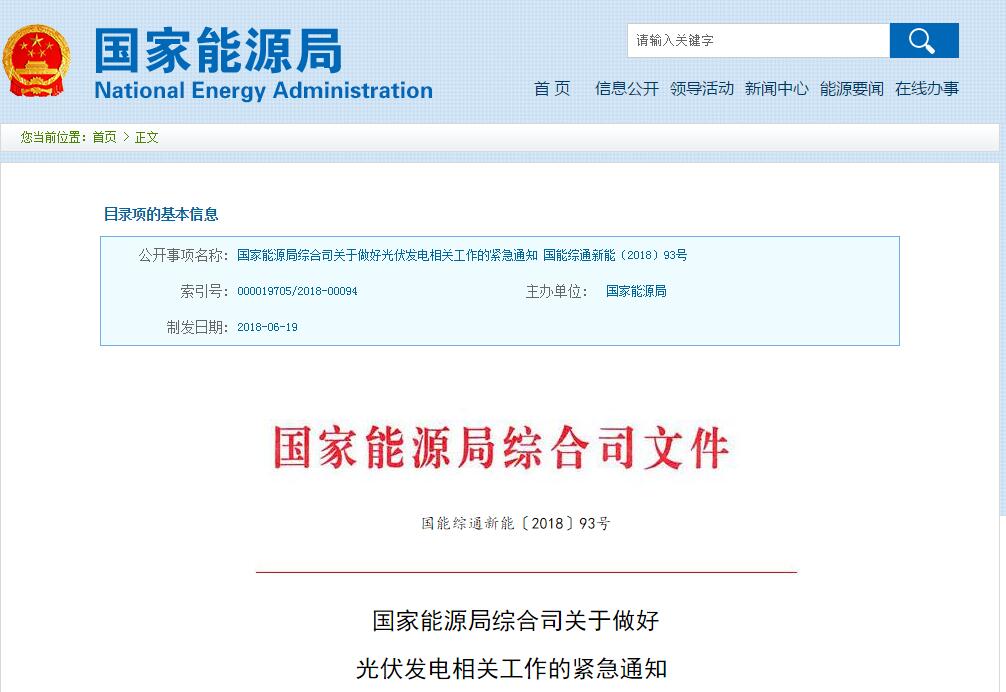 国家能源局
National Energy Administration
请输入关键字
首 页 信息公开 领导活动 新闻中心 能源要闻 在线办事
您当前位置：首页 > 正文
目录项的基本信息
公开事项名称： 国家能源局综合司关于做好光伏发电相关工作的紧急通知 国能综通新能〔2018〕93号
索引号： 000019705/2018-00094 主办单位： 国家能源局
制发日期： 2018-06-19
国家能源局综合司文件
国能综通新能〔2018〕93号
国家能源局综合司关于做好
光伏发电相关工作的紧急通知